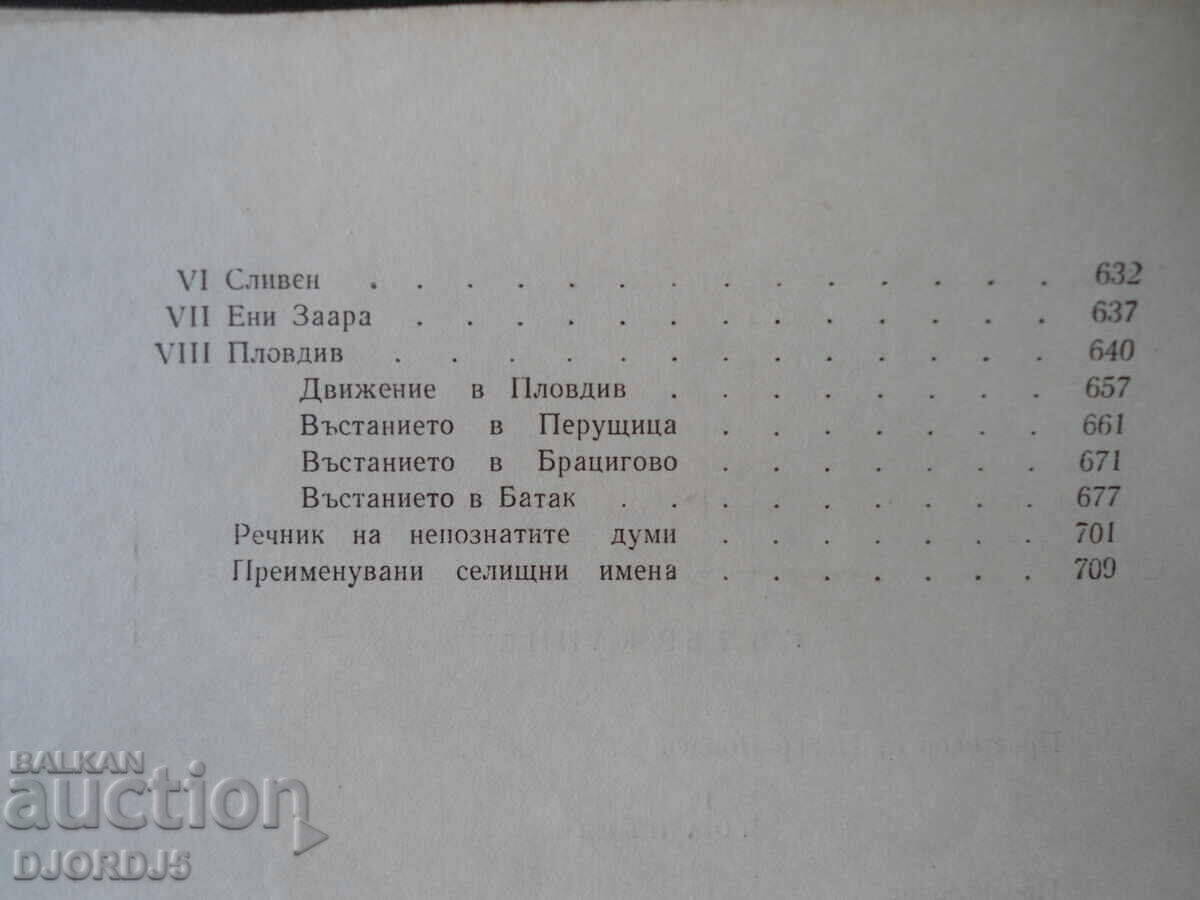 VI Сливен . . . . . . . . . . . . . . 632
VII Ени Заара . . . . . . . . . . . . . 637
VIII Пловдив . . . . . . . . . . . . . 640
Движение в Пловдив . . . . . . . . 657
Въстанието в Перущица . . . . . . . 661
Въстанието в Брацигово . . . . . . . 671
Въстанието в Батак . . . . . . . . . 677
Речник на непознатите думи . . . . . . . 701
Преименувани селищни имена . . . . . . . 709
BALKAN
auction
DJORDJ5